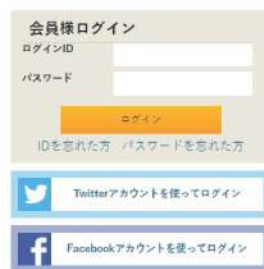 会員様ログイン
ログインID
パスワード
ログイン
IDを忘れた方 パスワードを忘れた方
Twitterアカウントを使ってログイン
Facebookアカウントを使ってログイン